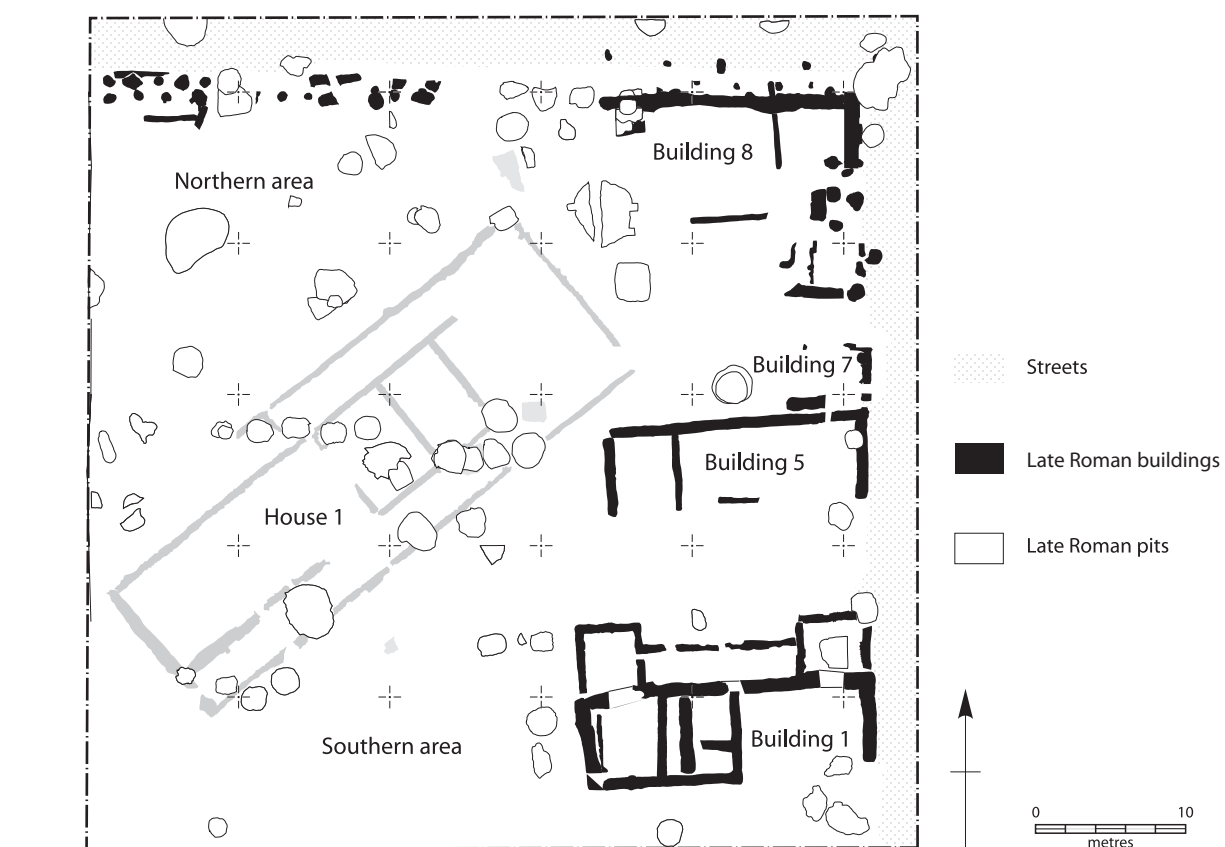 Building 8
Northern area
Building 7
Streets
Building 5
Late Roman buildings
House 1
Late Roman pits
Southern area
Building 1
0 10
metres